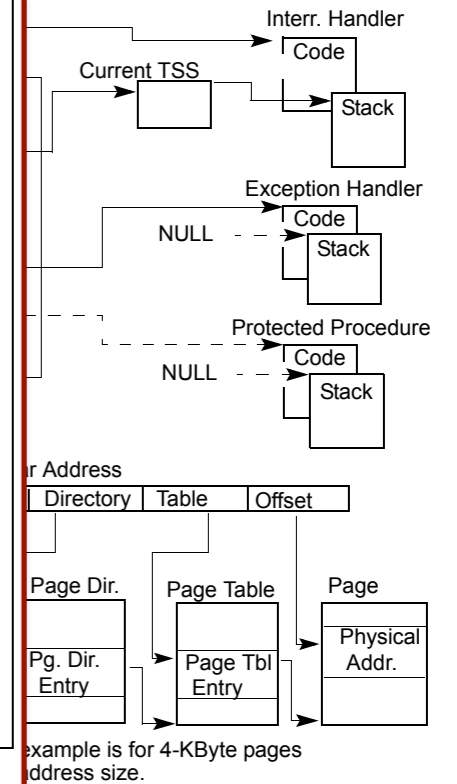 Interr. Handler
Code
Current TSS
Stack
Exception Handler
Code
NULL
Stack
Protected Procedure
Code
NULL
Stack
Address
Directory Table Offset
Page Dir. Page Table Page
Physical
Addr.
Pg. Dir.
Entry
Page Tbl
Entry
example is for 4-KByte pages
address size.